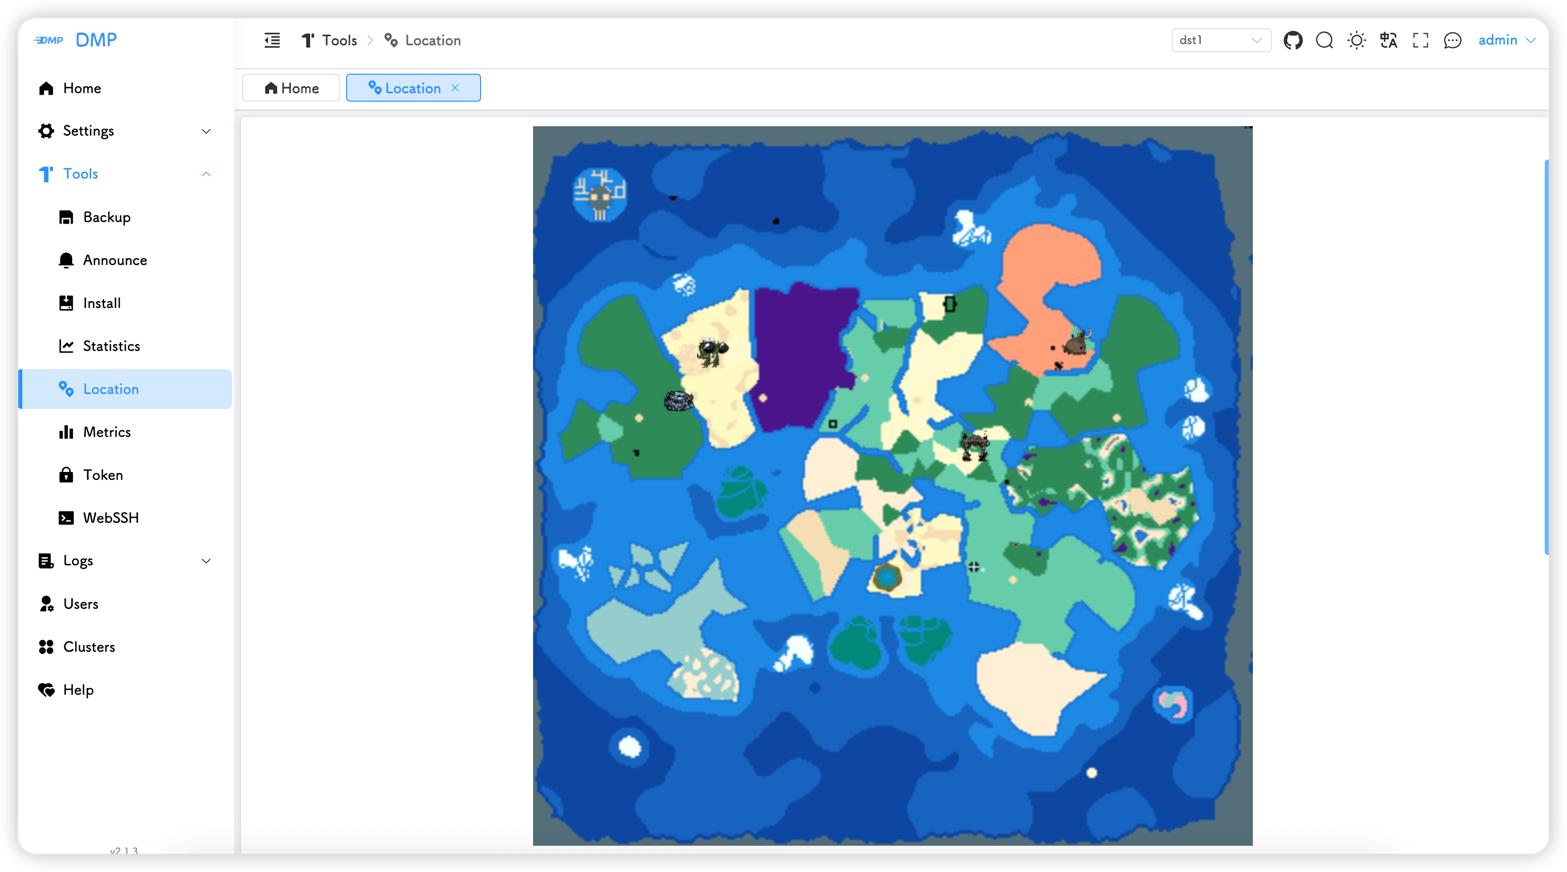 DMP DMP
Tools > Location
dst1
admin
Home
Location ×
Home
Settings
Tools
Backup
Announce
Install
Statistics
Location
Metrics
Token
WebSSH
Logs
Users
Clusters
Help
v2.1.3